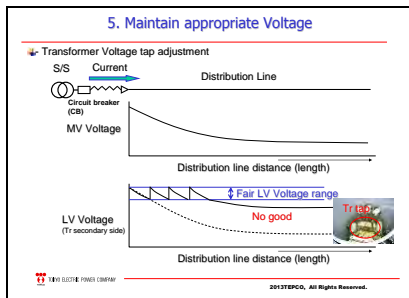 5. Maintain appropriate Voltage
Transformer Voltage tap adjustment
S/S
Current
Distribution Line
Circuit breaker
(CB)
MV Voltage
Distribution line distance (length)
Fair LV Voltage range
Tr tap
No good
LV Voltage
(Tr secondary side)
Distribution line distance (length)
TOKYO ELECTRIC POWER COMPANY
2013TEPCO, All Rights Reserved.